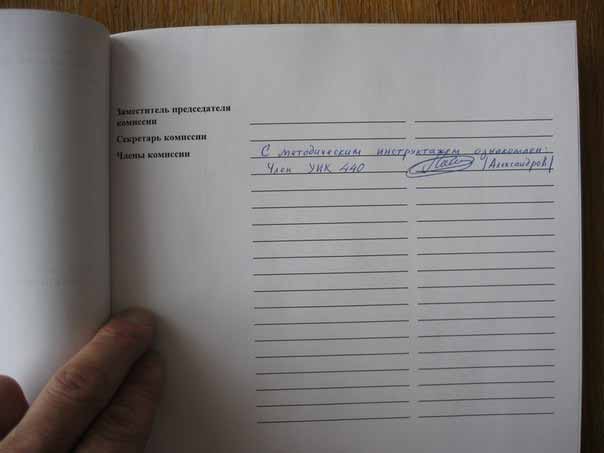 Заместитель председателя
комиссии
Секретарь комиссии
Члены комиссии
С методическим инструктажем ознакомлен:
Член УИК 440 /Александров/